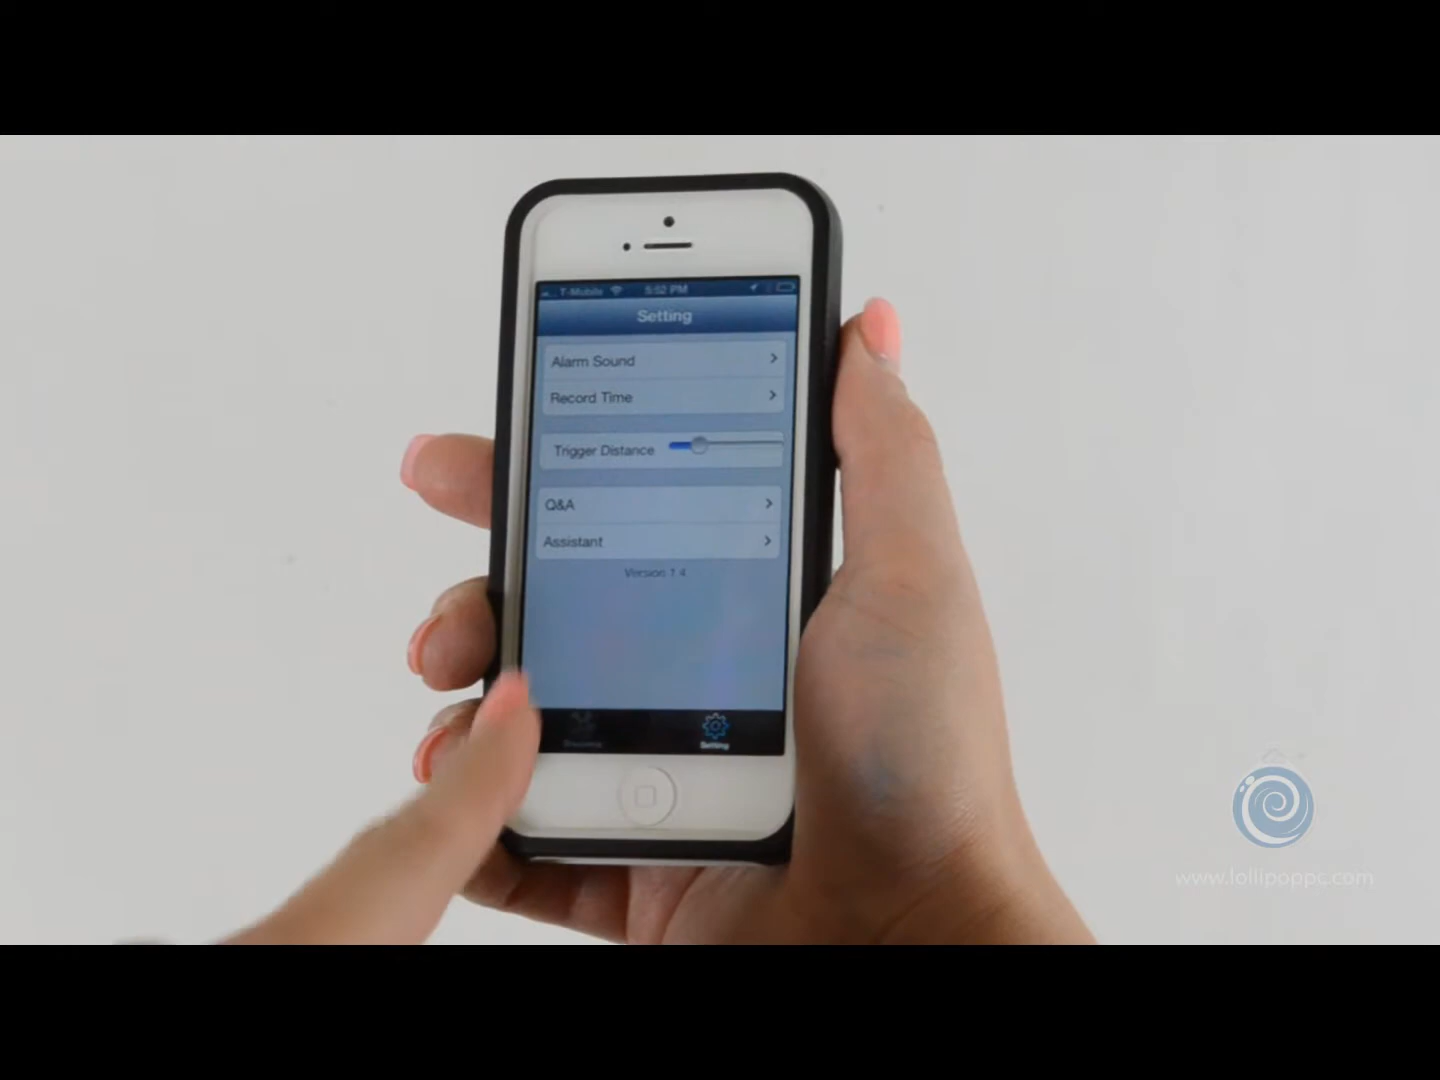 T-Mobile 5:52 PM
Setting
Alarm Sound
Record Time
Trigger Distance
Q&A
Assistant
Version 1.4
Setting
www.lollipoppc.com